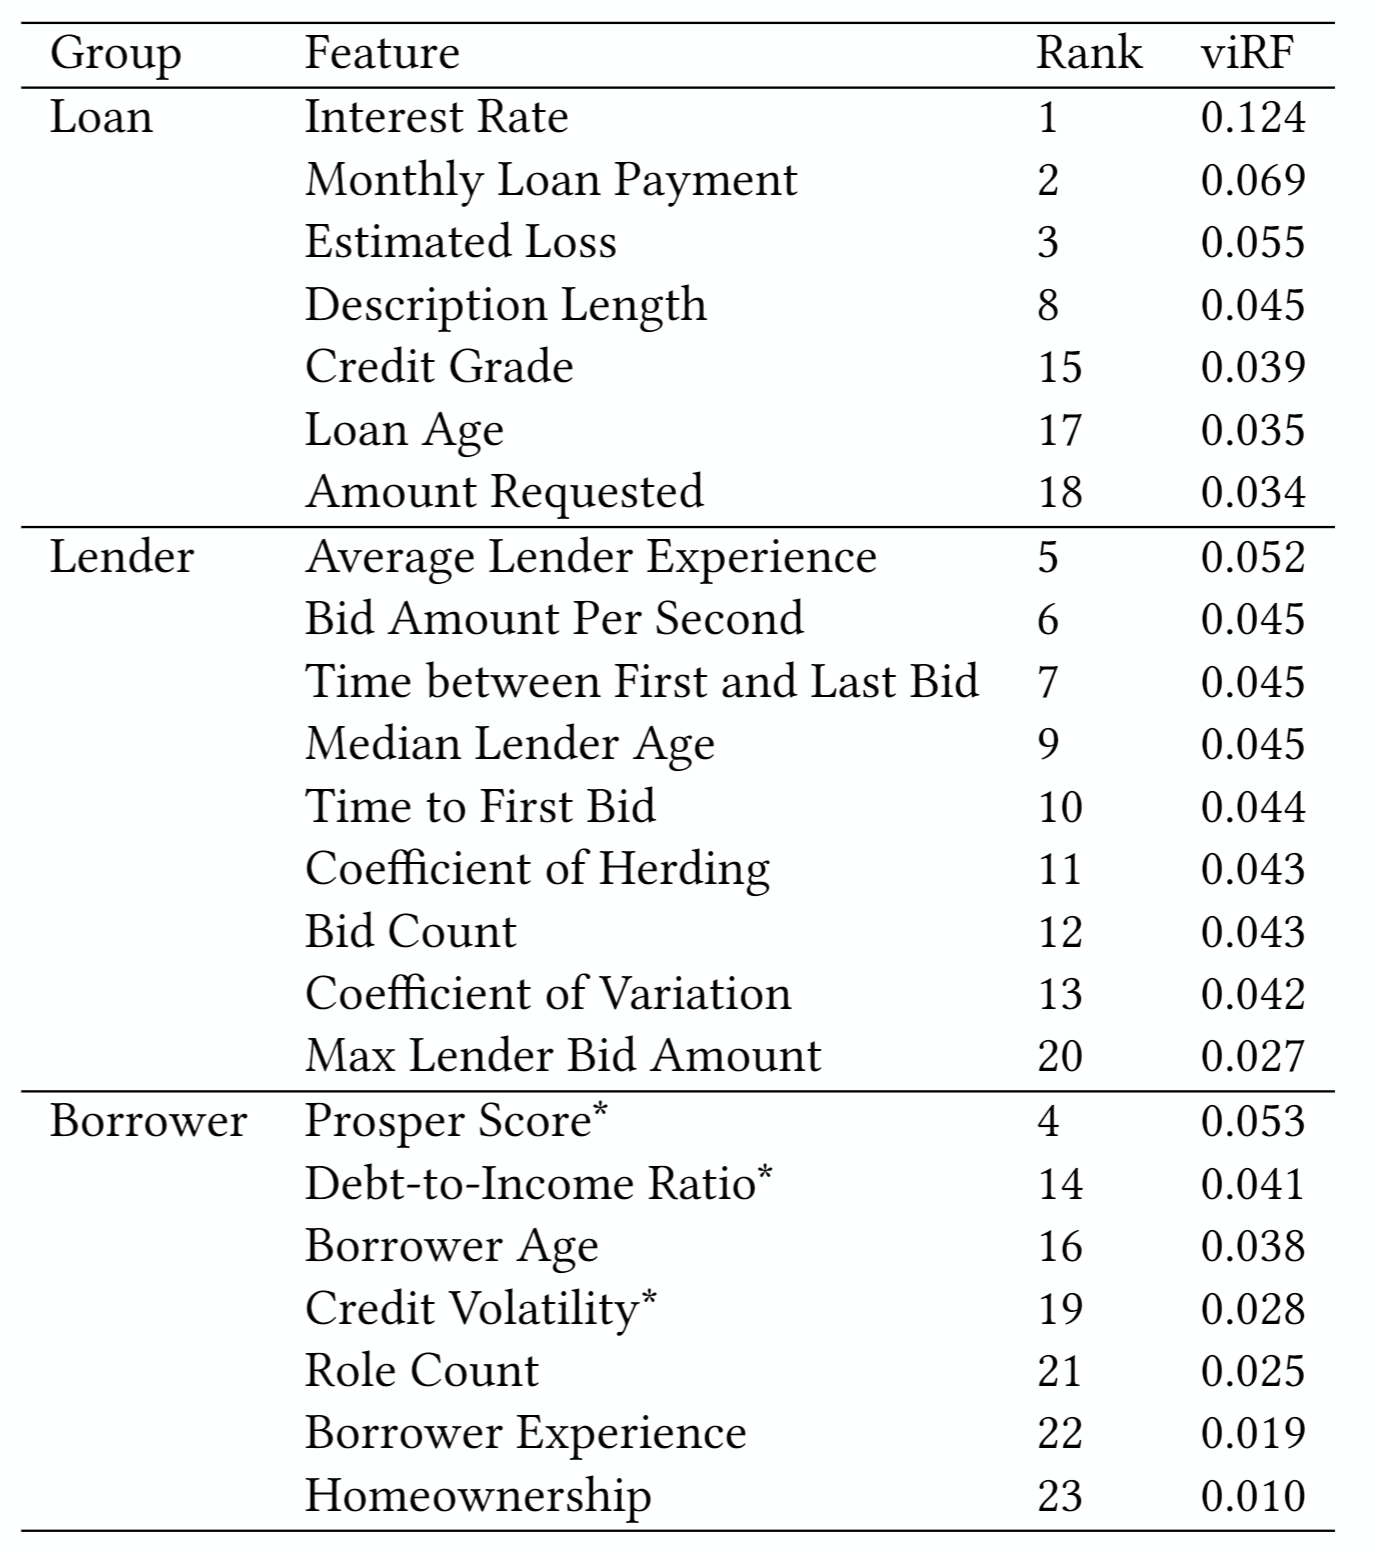 Group Feature Rank viRF
Loan Interest Rate 1 0.124
Monthly Loan Payment 2 0.069
Estimated Loss 3 0.055
Description Length 8 0.045
Credit Grade 15 0.039
Loan Age 17 0.035
Amount Requested 18 0.034
Lender Average Lender Experience 5 0.052
Bid Amount Per Second 6 0.045
Time between First and Last Bid 7 0.045
Median Lender Age 9 0.045
Time to First Bid 10 0.044
Coefficient of Herding 11 0.043
Bid Count 12 0.043
Coefficient of Variation 13 0.042
Max Lender Bid Amount 20 0.027
Borrower Prosper Score* 4 0.053
Debt-to-Income Ratio* 14 0.041
Borrower Age 16 0.038
Credit Volatility* 19 0.028
Role Count 21 0.025
Borrower Experience 22 0.019
Homeownership 23 0.010